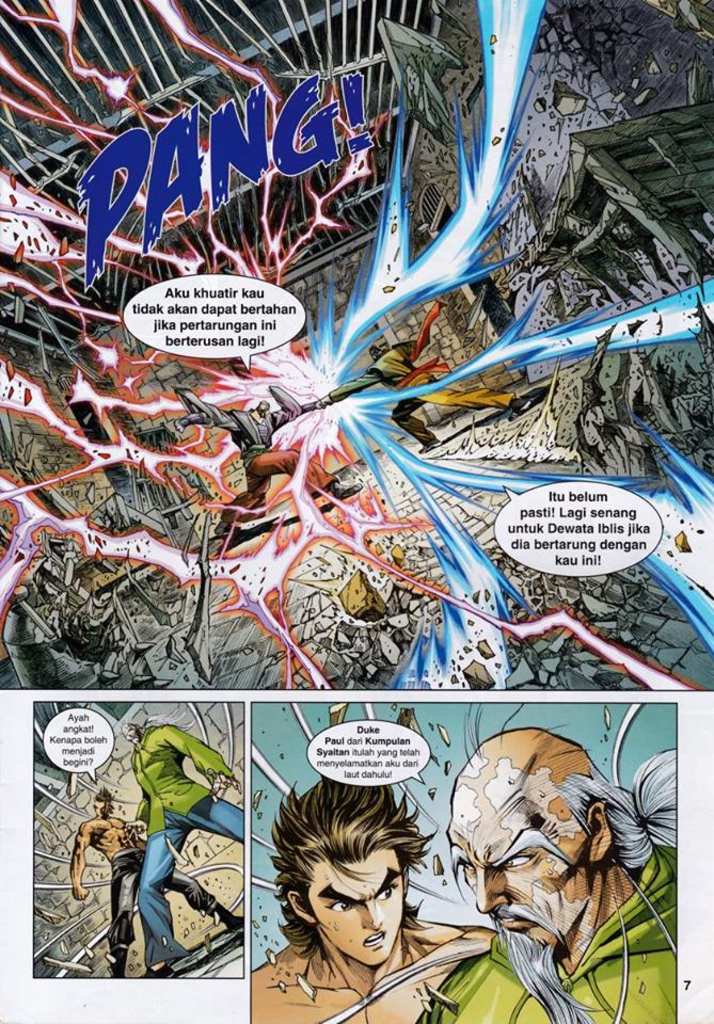 PANG!
Aku khuatir kau
tidak akan dapat bertahan
jika pertarungan ini
berterusan lagi!
Itu belum
pasti! Lagi senang
untuk Dewata Iblis jika
dia bertarung dengan
kau ini!
Ayah
angkat!
Kenapa boleh
menjadi
begini?
Duke
Paul dari Kumpulan
Syaitan itulah yang telah
menyelamatkan aku dari
laut dahulu!
7